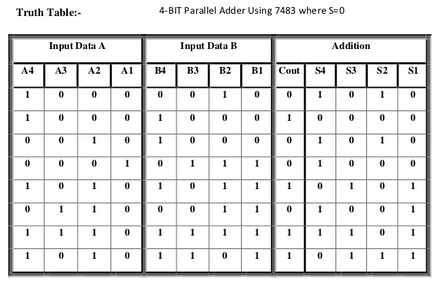 Truth Table:- 4-BIT Parallel Adder Using 7483 where S=0
Input Data A Input Data B Addition
A4 A3 A2 A1 B4 B3 B2 B1 Cout S4 S3 S2 S1
1 0 0 0 0 0 1 0 0 1 0 1 0
1 0 0 0 1 0 0 0 1 0 0 0 0
0 0 1 0 1 0 0 0 0 1 0 1 0
0 0 0 1 0 1 1 1 0 1 0 0 0
1 0 1 0 1 0 1 1 1 0 1 0 1
0 1 1 0 0 0 1 1 0 1 0 0 1
1 1 1 0 1 1 1 1 1 1 1 0 1
1 0 1 0 1 1 0 1 1 0 1 1 1